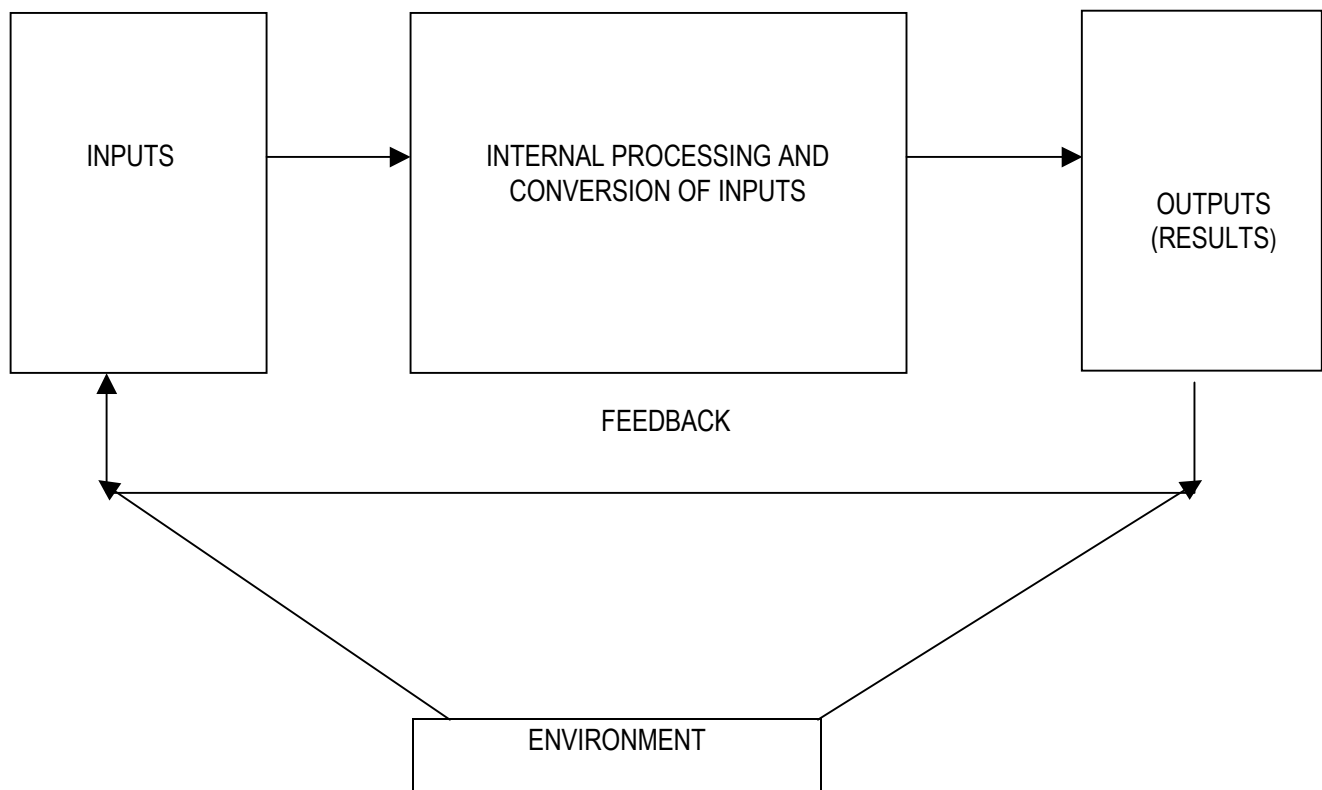 INPUTS
INTERNAL PROCESSING AND
CONVERSION OF INPUTS
OUTPUTS
(RESULTS)
FEEDBACK
ENVIRONMENT